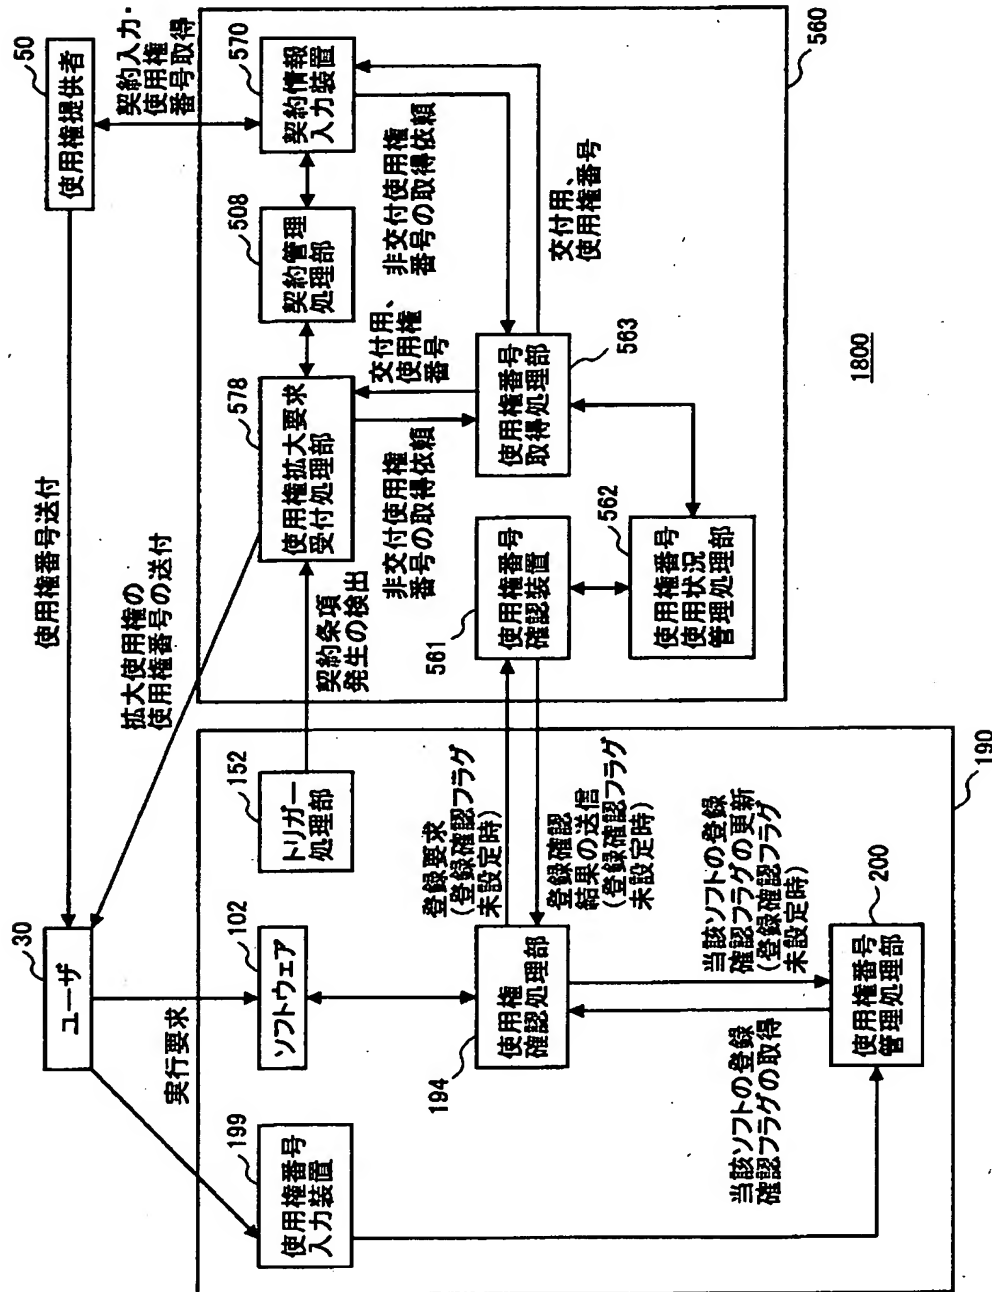 使用権提供者
50
契約入力・
使用権
番号取得
使用権番号送付
ユーザ
30
拡大使用権の
使用権番号の送付
実行要求
使用権番号
入力装置
199
ソフトウェア
102
トリガー
処理部
152
契約条項
発生の検出
使用権拡大要求
受付処理部
578
契約管理
処理部
508
契約情報
入力装置
570
非交付使用権
番号の取得依頼
交付用、
使用権
番号
非交付使用権
番号の取得依頼
交付用、
使用権番号
使用権
確認処理部
194
登録要求
(登録確認フラグ
未設定時)
登録確認
結果の送信
(登録確認フラグ
未設定時)
使用権番号
確認装置
561
使用権番号
取得処理部
563
使用権番号
使用状況
管理処理部
562
当該ソフトの登録
確認フラグの取得
当該ソフトの登録
確認フラグの更新
(登録確認フラグ
未設定時)
使用権番号
管理処理部
200
190
560
1800